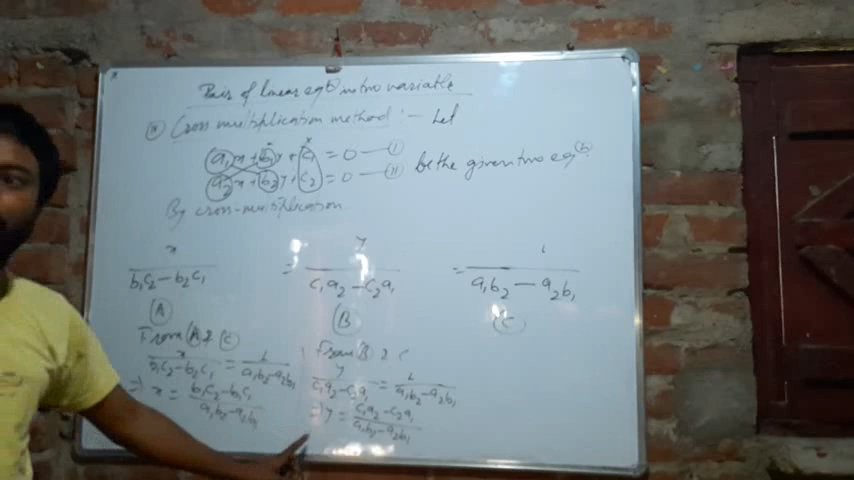 Pair of linear eqⁿ in two variable
* Cross multiplication method :- Let
a₁x + b₁y + c₁ = 0 — (I)
a₂x + b₂y + c₂ = 0 — (II) be the given two eqⁿ(s).
By cross-multiplication
x/(b₁c₂ - b₂c₁) = y/(c₁a₂ - c₂a₁) = 1/(a₁b₂ - a₂b₁)
(A) (B) (C)
From (A) & (C)
x/(b₁c₂ - b₂c₁) = 1/(a₁b₂ - a₂b₁)
⇒ x = (b₁c₂ - b₂c₁)/(a₁b₂ - a₂b₁)
From (B) & C
y/(c₁a₂ - c₂a₁) = 1/(a₁b₂ - a₂b₁)
⇒ y = (c₁a₂ - c₂a₁)/(a₁b₂ - a₂b₁)